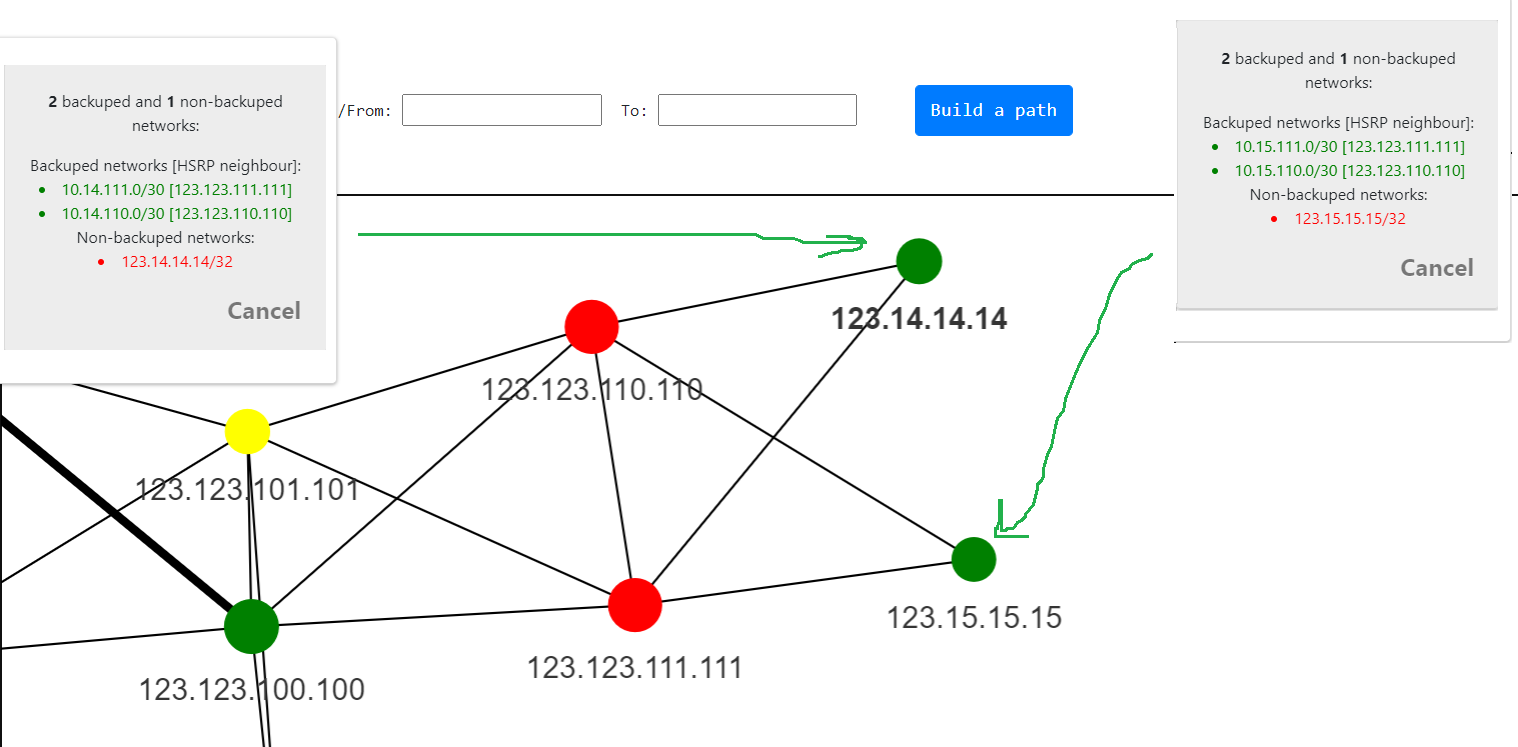 2 backuped and 1 non-backuped
networks:
Backuped networks [HSRP neighbour]:
10.14.111.0/30 [123.123.111.111]
10.14.110.0/30 [123.123.110.110]
Non-backuped networks:
123.14.14.14/32
Cancel
/From:
To:
Build a path
2 backuped and 1 non-backuped
networks:
Backuped networks [HSRP neighbour]:
10.15.111.0/30 [123.123.111.111]
10.15.110.0/30 [123.123.110.110]
Non-backuped networks:
123.15.15.15/32
Cancel
123.14.14.14
123.123.110.110
123.123.101.101
123.15.15.15
123.123.111.111
123.123.100.100